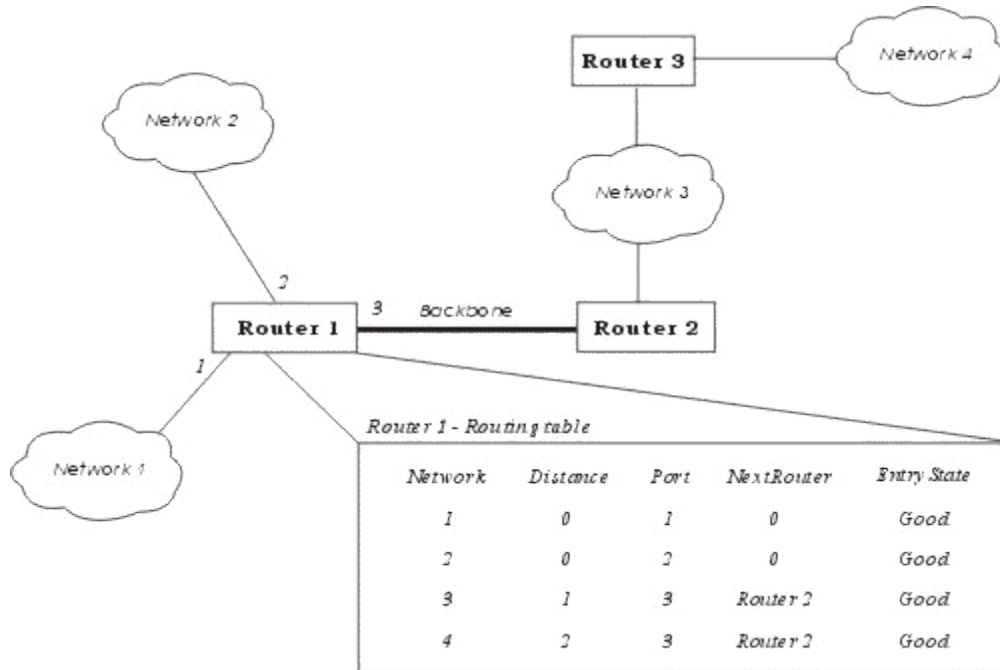 Router 3
Network 4
Network 2
Network 3
2
Router 1
3
Backbone
Router 2
1
Network 1
Router 1 - Routing table
Network Distance Port NextRouter Entry State
1 0 1 0 Good
2 0 2 0 Good
3 1 3 Router 2 Good
4 2 3 Router 2 Good